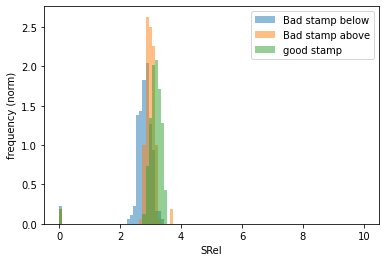 Bad stamp below
Bad stamp above
good stamp
frequency (norm)
2.5
2.0
1.5
1.0
0.5
0.0
0 2 4 6 8 10
SRel